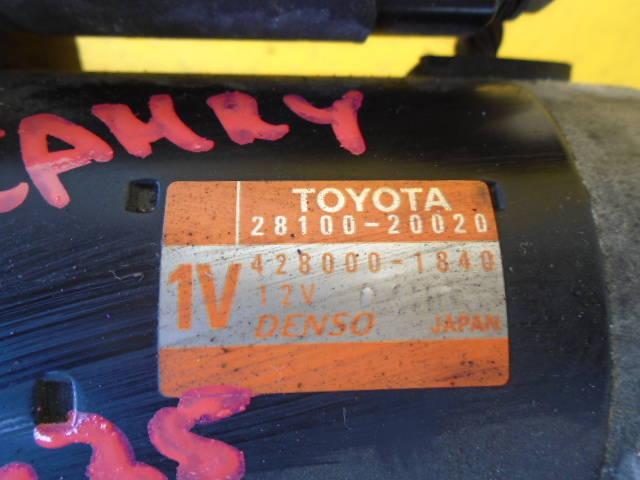 CAMRY
TOYOTA
28100-20020
1V
428000-1840
12V
DENSO JAPAN